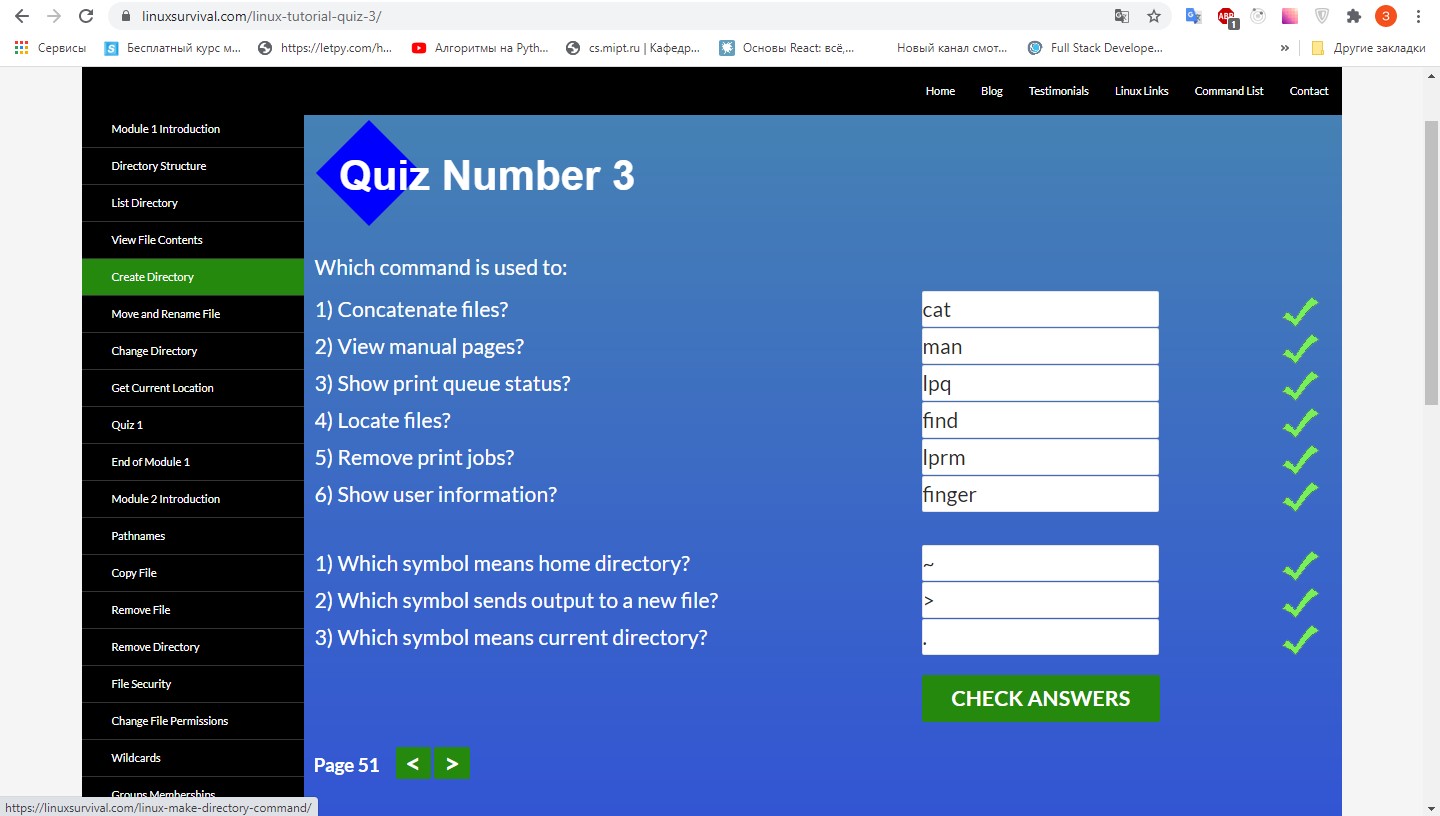 linuxsurvival.com/linux-tutorial-quiz-3/
ABP
1
З
Сервисы
S
Бесплатный курс м...
https://letpy.com/h...
Алгоритмы на Pyth...
cs.mipt.ru | Кафедр...
Основы React: всё,...
Новый канал смот...
Full Stack Develope...
»
Другие закладки
Home
Blog
Testimonials
Linux Links
Command List
Contact
Module 1 Introduction
Directory Structure
List Directory
View File Contents
Create Directory
Move and Rename File
Change Directory
Get Current Location
Quiz 1
End of Module 1
Module 2 Introduction
Pathnames
Copy File
Remove File
Remove Directory
File Security
Change File Permissions
Wildcards
Groups Memberships
Quiz Number 3
Which command is used to:
1) Concatenate files? cat
2) View manual pages? man
3) Show print queue status? lpq
4) Locate files? find
5) Remove print jobs? lprm
6) Show user information? finger
1) Which symbol means home directory? ~
2) Which symbol sends output to a new file? >
3) Which symbol means current directory? .
CHECK ANSWERS
Page 51 < >
https://linuxsurvival.com/linux-make-directory-command/